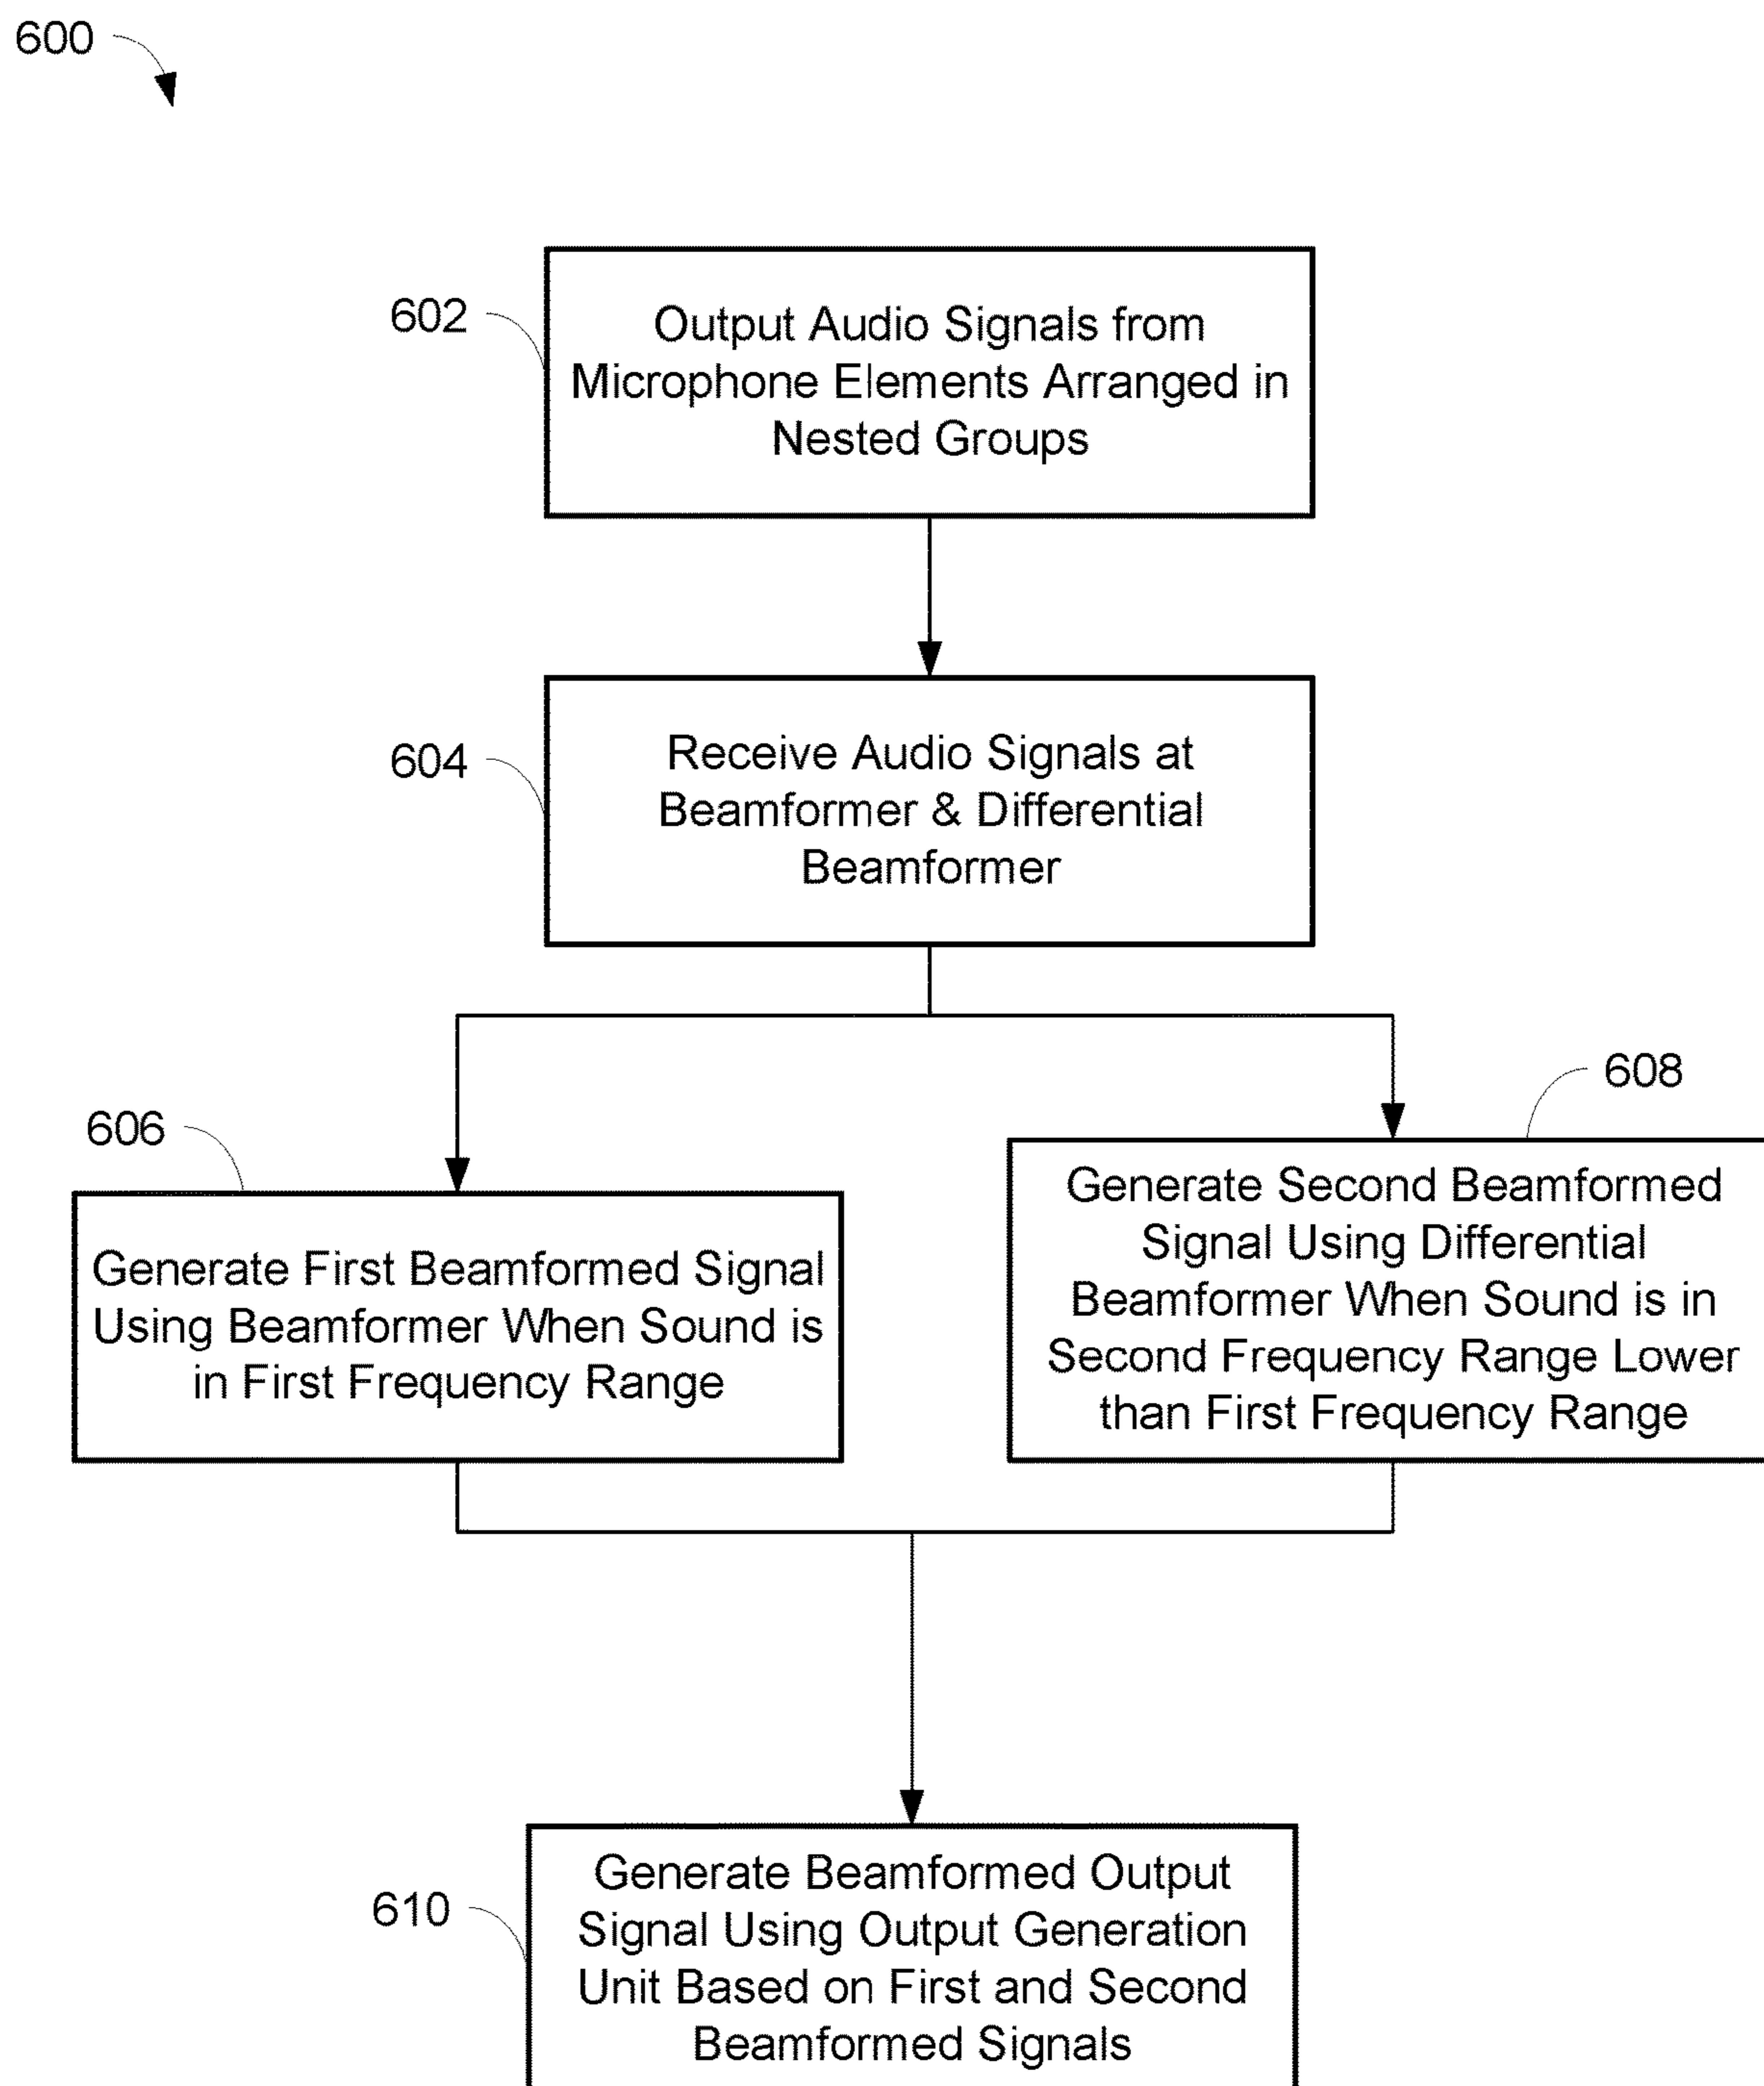 600
602
Output Audio Signals from
Microphone Elements Arranged in
Nested Groups
604
Receive Audio Signals at
Beamformer & Differential
Beamformer
606
Generate First Beamformed Signal
Using Beamformer When Sound is
in First Frequency Range
608
Generate Second Beamformed
Signal Using Differential
Beamformer When Sound is in
Second Frequency Range Lower
than First Frequency Range
610
Generate Beamformed Output
Signal Using Output Generation
Unit Based on First and Second
Beamformed Signals